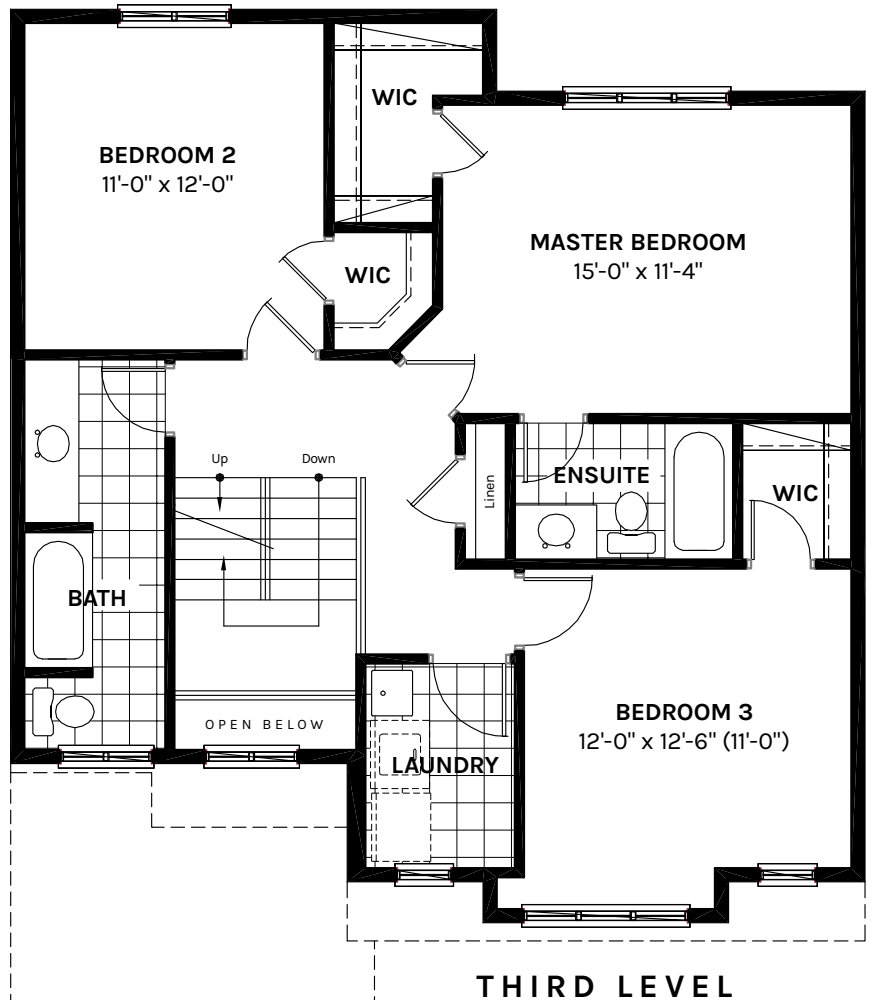 WIC
BEDROOM 2
11'-0" x 12'-0"
MASTER BEDROOM
15'-0" x 11'-4"
WIC
Up
Down
Linen
ENSUITE
WIC
BATH
OPEN BELOW
BEDROOM 3
12'-0" x 12'-6" (11'-0")
LAUNDRY
THIRD LEVEL